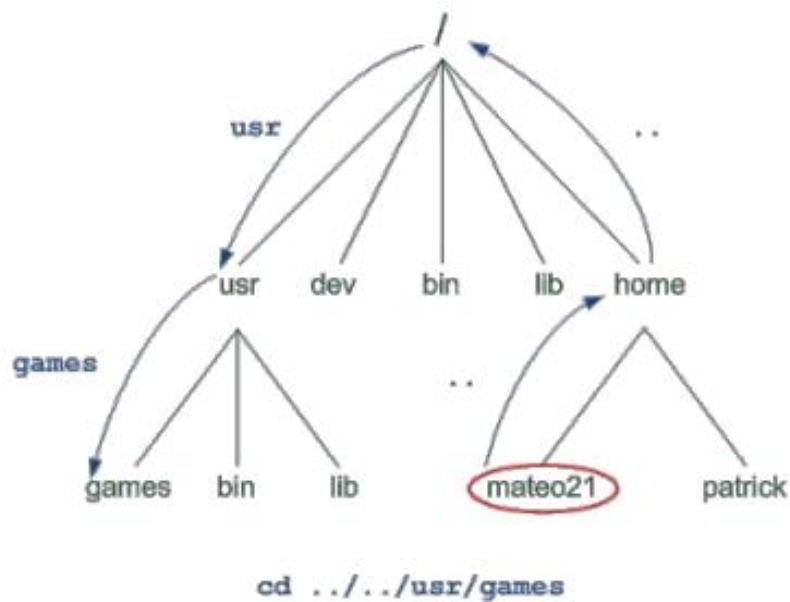 /
usr
..
usr dev bin lib home
games
..
games bin lib mateo21 patrick
cd ../../usr/games